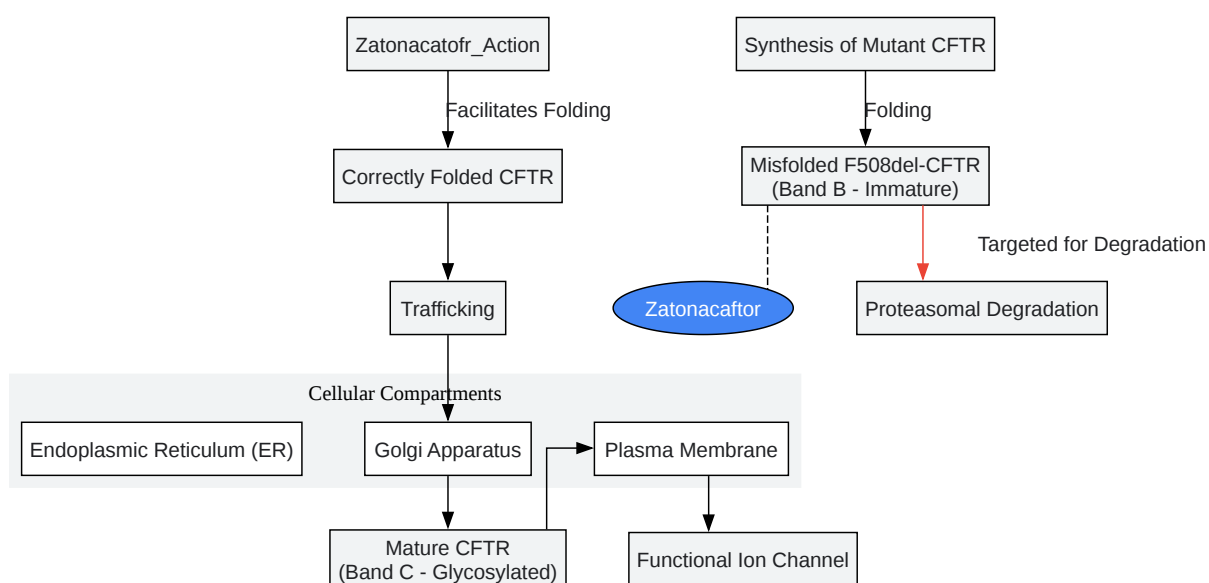 Zatonacatofr_Action
Synthesis of Mutant CFTR
Facilitates Folding
Folding
Correctly Folded CFTR
Misfolded F508del-CFTR
(Band B - Immature)
Targeted for Degradation
Trafficking
Zatonacaftor
Proteasomal Degradation
Cellular Compartments
Endoplasmic Reticulum (ER)
Golgi Apparatus
Plasma Membrane
Mature CFTR
(Band C - Glycosylated)
Functional Ion Channel